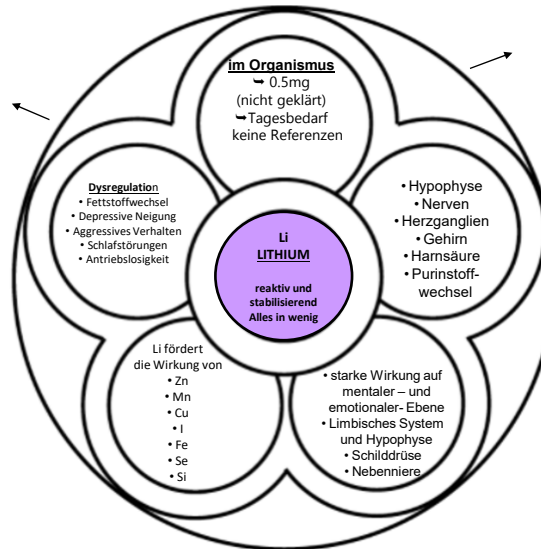 im Organismus
➥ 0.5mg
(nicht geklärt)
➥Tagesbedarf
keine Referenzen
Dysregulation
• Fettstoffwechsel
• Depressive Neigung
• Aggressives Verhalten
• Schlafstörungen
• Antriebslosigkeit
• Hypophyse
• Nerven
• Herzganglien
• Gehirn
• Harnsäure
• Purinstoff-
wechsel
Li
LITHIUM
reaktiv und
stabilisierend
Alles in wenig
Li fördert
die Wirkung von
• Zn
• Mn
• Cu
• I
• Fe
• Se
• Si
• starke Wirkung auf
mentaler – und
emotionaler- Ebene
• Limbisches System
und Hypophyse
• Schilddrüse
• Nebenniere